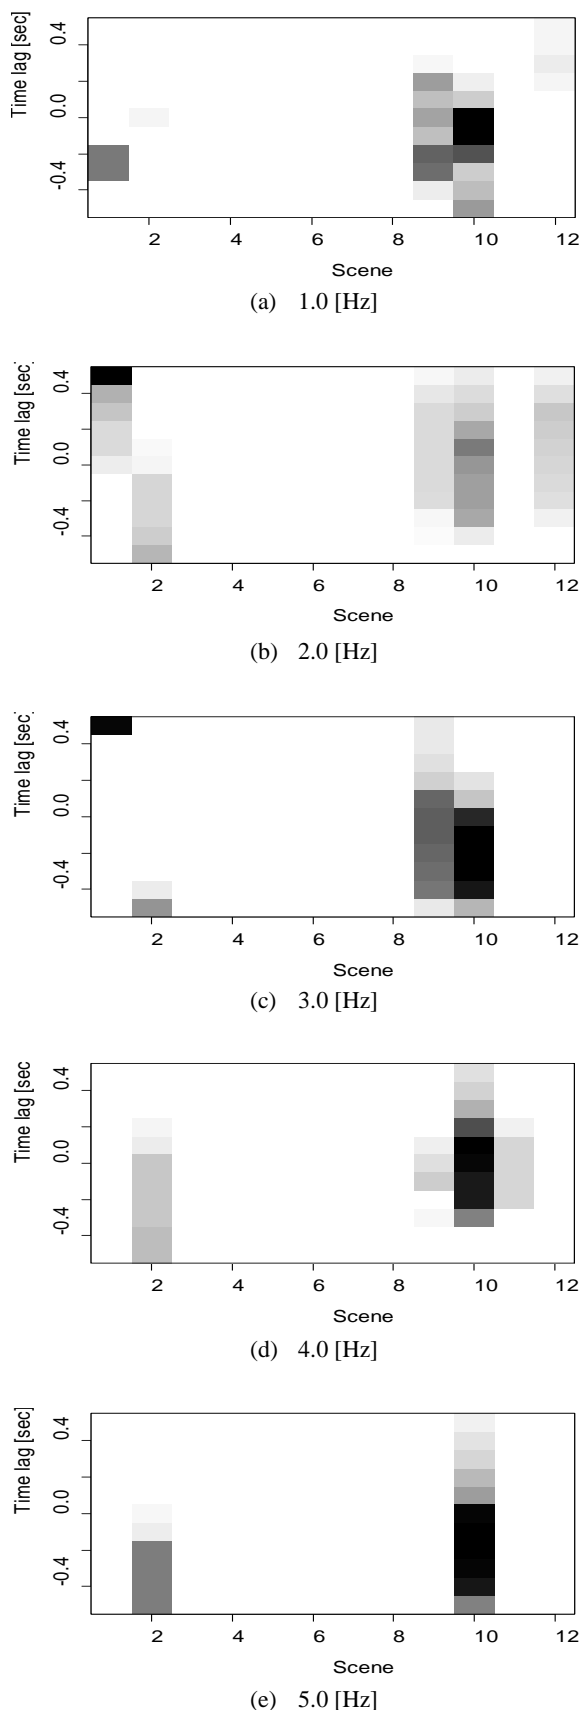 Time lag [sec]
0.4
0.0
-0.4
2 4 6 8 10 12
Scene
(a) 1.0 [Hz]
Time lag [sec]
0.4
0.0
-0.4
2 4 6 8 10 12
Scene
(b) 2.0 [Hz]
Time lag [sec]
0.4
0.0
-0.4
2 4 6 8 10 12
Scene
(c) 3.0 [Hz]
Time lag [sec
0.4
0.0
-0.4
2 4 6 8 10 12
Scene
(d) 4.0 [Hz]
Time lag [sec]
0.4
0.0
-0.4
2 4 6 8 10 12
Scene
(e) 5.0 [Hz]